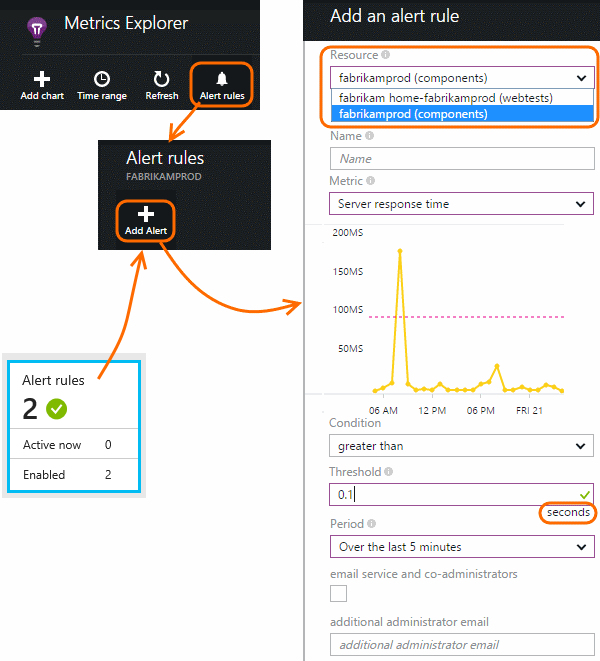 Metrics Explorer
Add chart
Time range
Refresh
Alert rules
Alert rules
FABRIKAMPROD
Add Alert
Alert rules
2
Active now 0
Enabled 2
Add an alert rule
Resource
fabrikamprod (components)
fabrikam home-fabrikamprod (webtests)
fabrikamprod (components)
Name
Name
Metric
Server response time
200MS
150MS
100MS
50MS
06 AM 12 PM 06 PM FRI 21
Condition
greater than
Threshold
0.1
seconds
Period
Over the last 5 minutes
email service and co-administrators
additional administrator email
additional administrator email